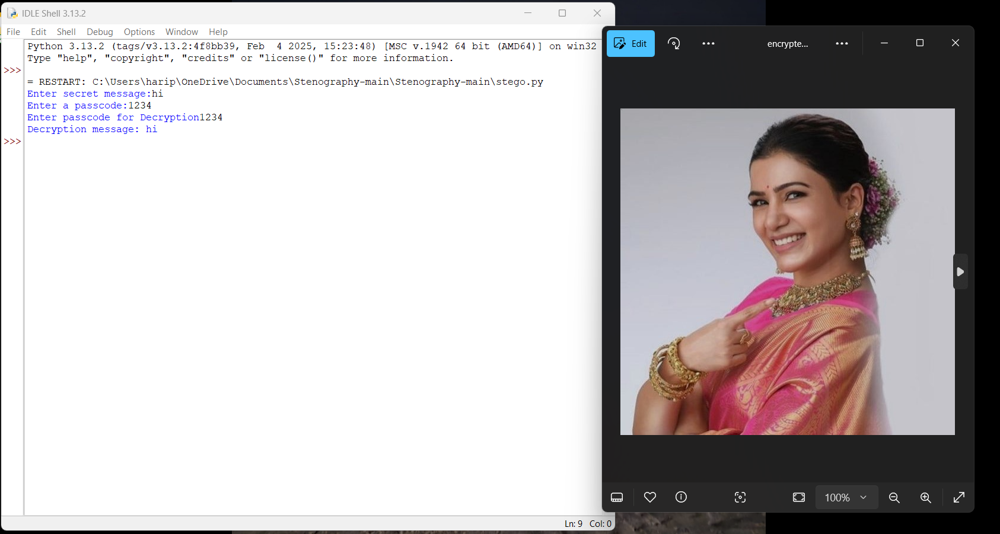 IDLE Shell 3.13.2
File Edit Shell Debug Options Window Help
Python 3.13.2 (tags/v3.13.2:4f8bb39, Feb  4 2025, 15:23:48) [MSC v.1942 64 bit (AMD64)] on win32
Type "help", "copyright", "credits" or "license()" for more information.
>>>
= RESTART: C:\Users\harip\OneDrive\Documents\Stenography-main\Stenography-main\stego.py
Enter secret message:hi
Enter a passcode:1234
Enter passcode for Decryption1234
Decryption message: hi
>>>
Ln: 9 Col: 0
Edit
encrypte...
100%